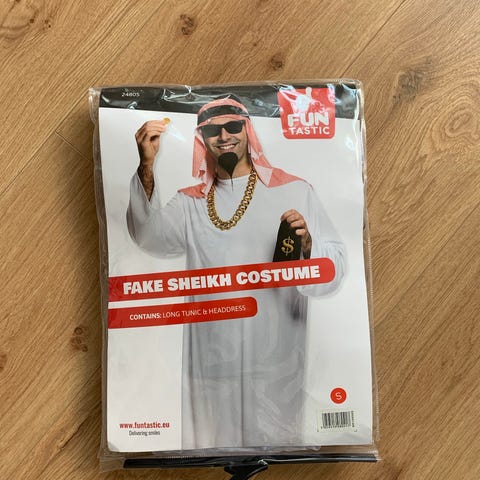 24805
FUN
TASTIC
$
FAKE SHEIKH COSTUME
CONTAINS: LONG TUNIC & HEADDRESS
S
www.funtastic.eu
Delivering smiles